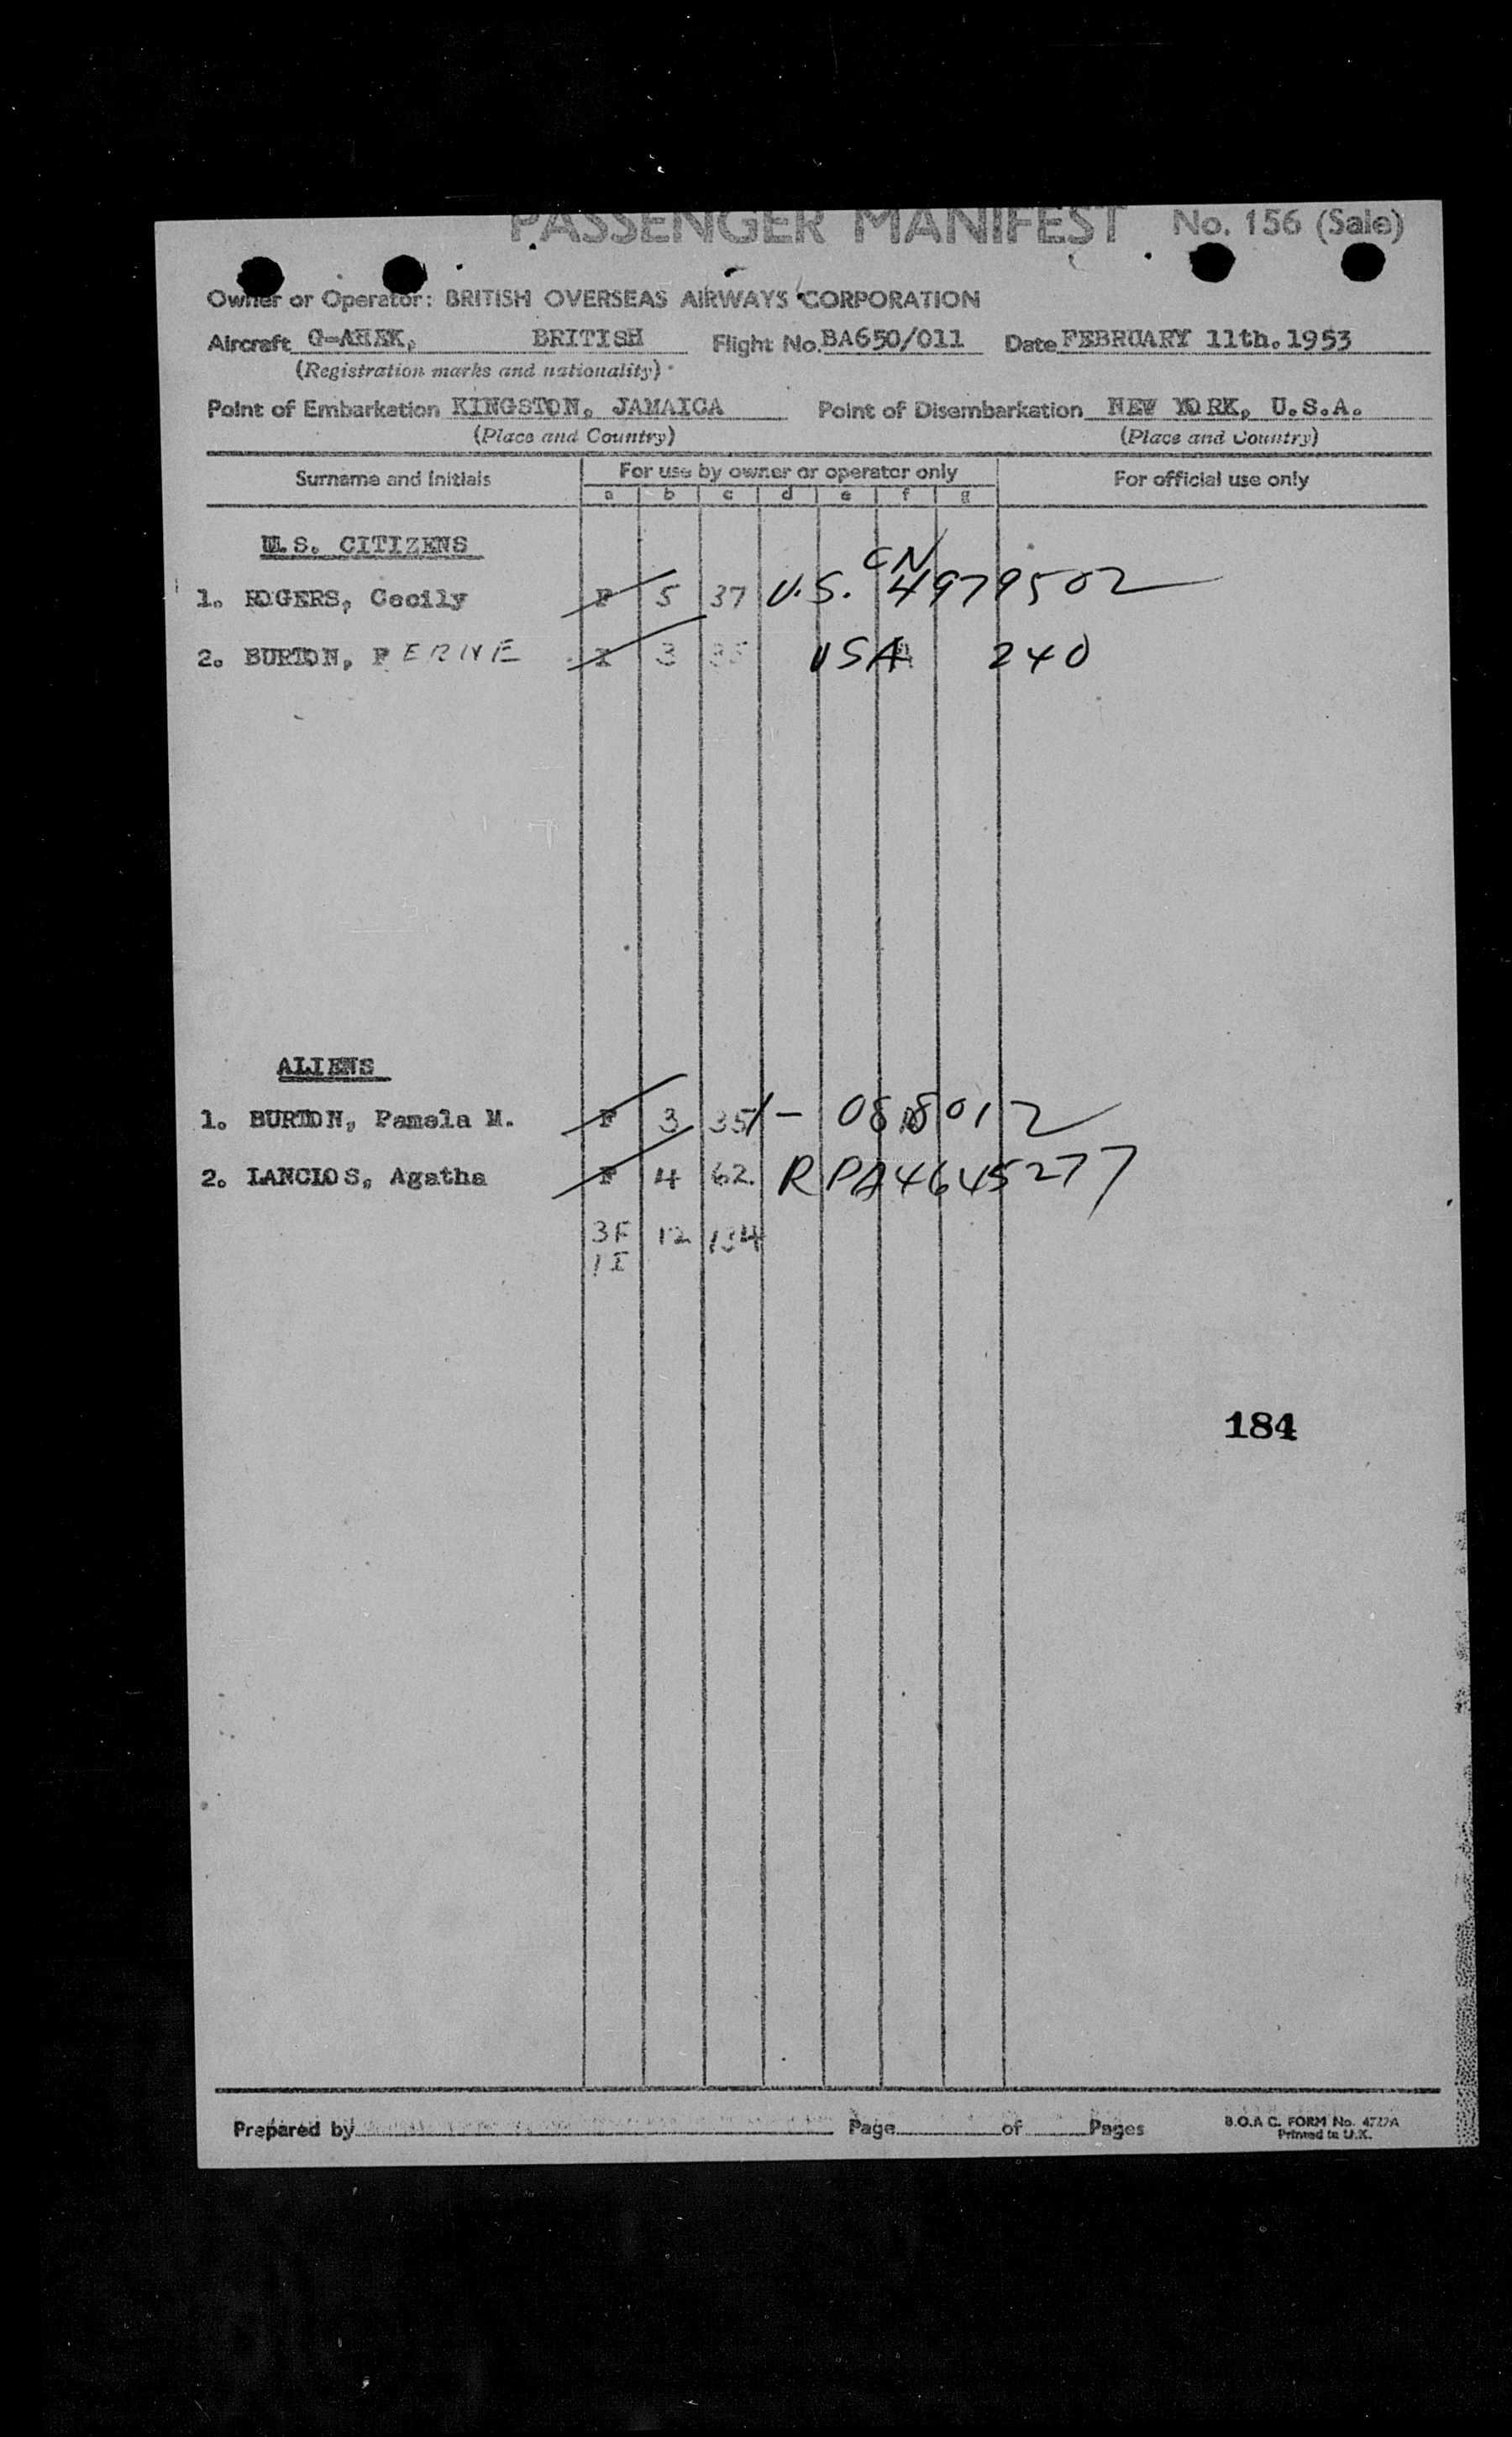 PASSENGER MANIFEST No. 156 (Sale)
Owner or Operator: BRITISH OVERSEAS AIRWAYS CORPORATION
Aircraft G-AHEK, BRITISH Flight No. BA650/011 Date FEBRUARY 11th. 1953
(Registration marks and nationality)
Point of Embarkation KINGSTON, JAMAICA Point of Disembarkation NEW YORK, U.S.A.
(Place and Country) (Place and Country)
Surname and Initials For use by owner or operator only For official use only
a b c d e f g
U.S. CITIZENS
CN
1. ROGERS, Cecily F 5 37 U.S. 4979502
2. BURTON, FERNE I 3 35 USA 240
ALIENS
1. BURTON, Pamela M. F 3 35 1- 088012
2. LANCIOS, Agatha F 4 62. RPA4645277
3F 12 134
1I
184
Prepared by Page of Pages B.O.A C. FORM No. 4727A
Printed in U.K.